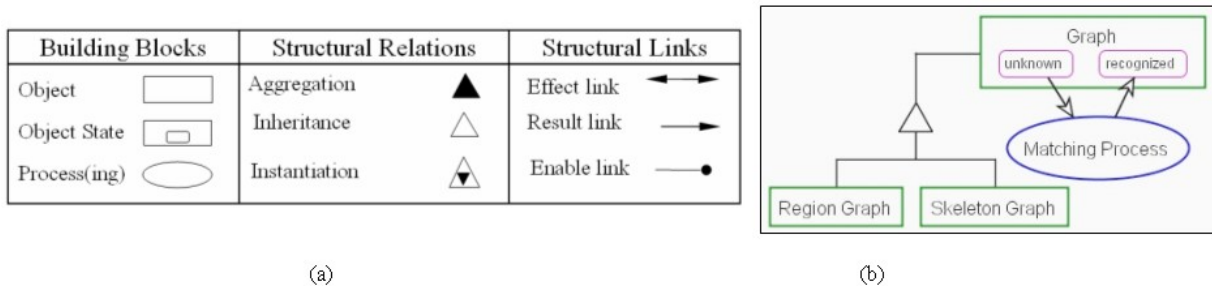 Building Blocks Structural Relations Structural Links
Object Aggregation Effect link
Object State Inheritance Result link
Process(ing) Instantiation Enable link
Graph
unknown recognized
Matching Process
Region Graph Skeleton Graph
(a) (b)